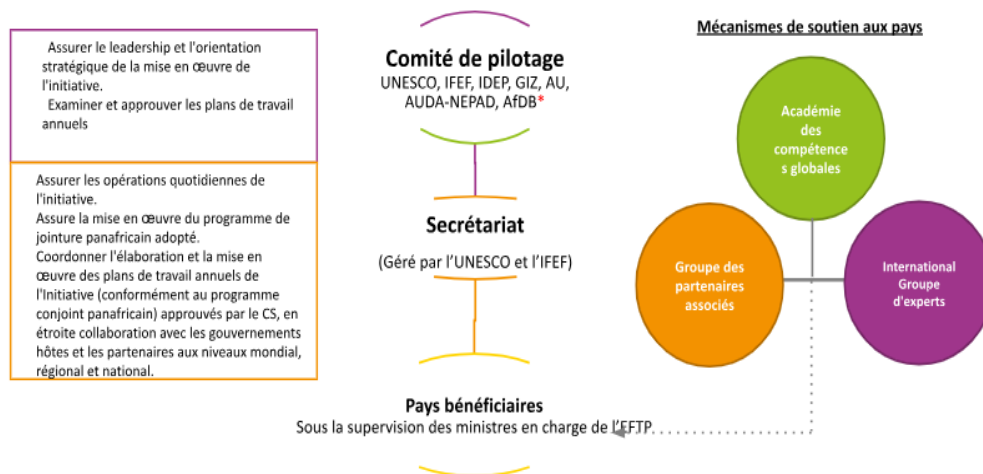 Assurer le leadership et l'orientation
stratégique de la mise en œuvre de
l'initiative.
Examiner et approuver les plans de travail
annuels
Assurer les opérations quotidiennes de
l'initiative.
Assure la mise en œuvre du programme de
jointure panafricain adopté.
Coordonner l'élaboration et la mise en
œuvre des plans de travail annuels de
l'Initiative (conformément au programme
conjoint panafricain) approuvés par le CS, en
étroite collaboration avec les gouvernements
hôtes et les partenaires aux niveaux mondial,
régional et national.
Comité de pilotage
UNESCO, IFEF, IDEP, GIZ, AU,
AUDA-NEPAD, AfDB*
Secrétariat
(Géré par l'UNESCO et l'IFEF)
Pays bénéficiaires
Sous la supervision des ministres en charge de l'EFTP
Mécanismes de soutien aux pays
Académie
des
compétence
s globales
Groupe des
partenaires
associés
International
Groupe
d'experts